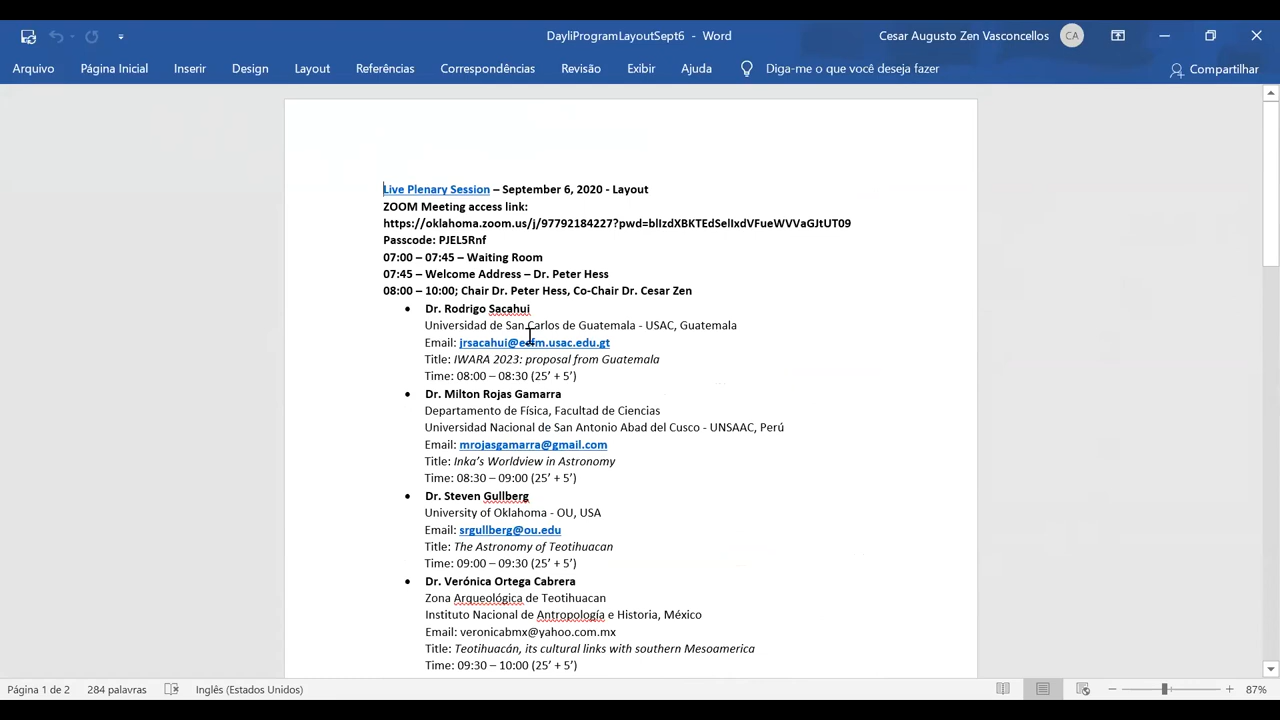 DayliProgramLayoutSept6 - Word
Cesar Augusto Zen Vasconcellos
CA
Arquivo Página Inicial Inserir Design Layout Referências Correspondências Revisão Exibir Ajuda Diga-me o que você deseja fazer Compartilhar
Live Plenary Session – September 6, 2020 - Layout
ZOOM Meeting access link:
https://oklahoma.zoom.us/j/97792184227?pwd=blIzdXBKTEdSelIxdVFueWVVaGJtUT09
Passcode: PJEL5Rnf
07:00 – 07:45 – Waiting Room
07:45 – Welcome Address – Dr. Peter Hess
08:00 – 10:00; Chair Dr. Peter Hess, Co-Chair Dr. Cesar Zen
• Dr. Rodrigo Sacahui
Universidad de San Carlos de Guatemala - USAC, Guatemala
Email: jrsacahui@ecfm.usac.edu.gt
Title: IWARA 2023: proposal from Guatemala
Time: 08:00 – 08:30 (25’ + 5’)
• Dr. Milton Rojas Gamarra
Departamento de Física, Facultad de Ciencias
Universidad Nacional de San Antonio Abad del Cusco - UNSAAC, Perú
Email: mrojasgamarra@gmail.com
Title: Inka’s Worldview in Astronomy
Time: 08:30 – 09:00 (25’ + 5’)
• Dr. Steven Gullberg
University of Oklahoma - OU, USA
Email: srgullberg@ou.edu
Title: The Astronomy of Teotihuacan
Time: 09:00 – 09:30 (25’ + 5’)
• Dr. Verónica Ortega Cabrera
Zona Arqueológica de Teotihuacan
Instituto Nacional de Antropología e Historia, México
Email: veronicabmx@yahoo.com.mx
Title: Teotihuacán, its cultural links with southern Mesoamerica
Time: 09:30 – 10:00 (25’ + 5’)
Página 1 de 2 284 palavras Inglês (Estados Unidos) 87%